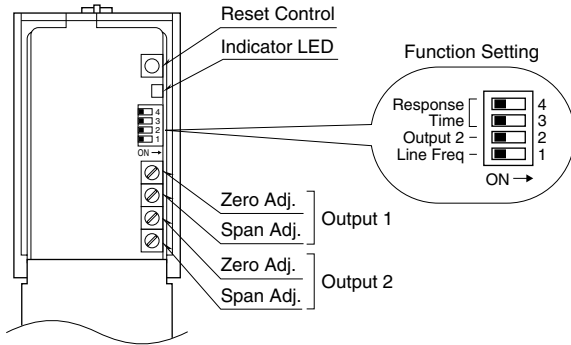 Reset Control
Indicator LED
4
3
2
1
ON →
Zero Adj.
Span Adj.
Output 1
Zero Adj.
Span Adj.
Output 2
Function Setting
Response
Time
Output 2
Line Freq
4
3
2
1
ON →